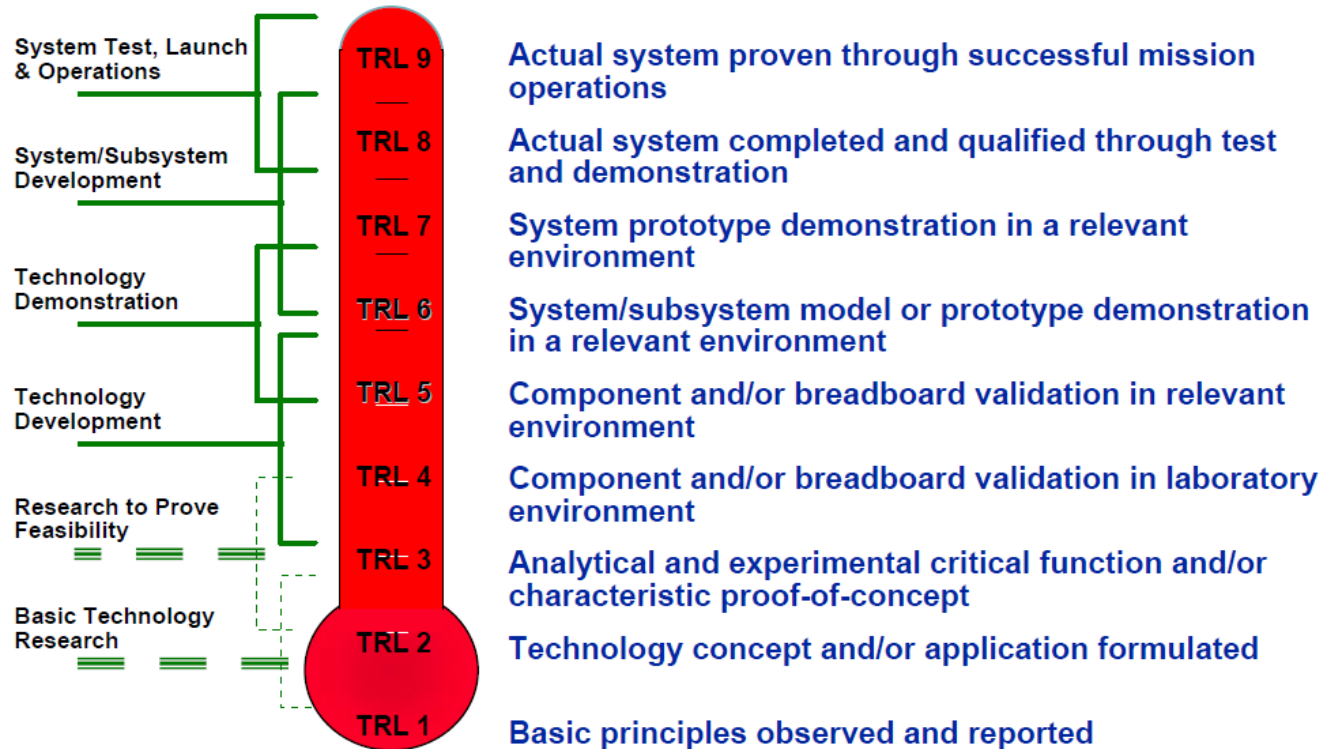 System Test, Launch
& Operations
System/Subsystem
Development
Technology
Demonstration
Technology
Development
Research to Prove
Feasibility
Basic Technology
Research
TRL 9
TRL 8
TRL 7
TRL 6
TRL 5
TRL 4
TRL 3
TRL 2
TRL 1
Actual system proven through successful mission
operations
Actual system completed and qualified through test
and demonstration
System prototype demonstration in a relevant
environment
System/subsystem model or prototype demonstration
in a relevant environment
Component and/or breadboard validation in relevant
environment
Component and/or breadboard validation in laboratory
environment
Analytical and experimental critical function and/or
characteristic proof-of-concept
Technology concept and/or application formulated
Basic principles observed and reported